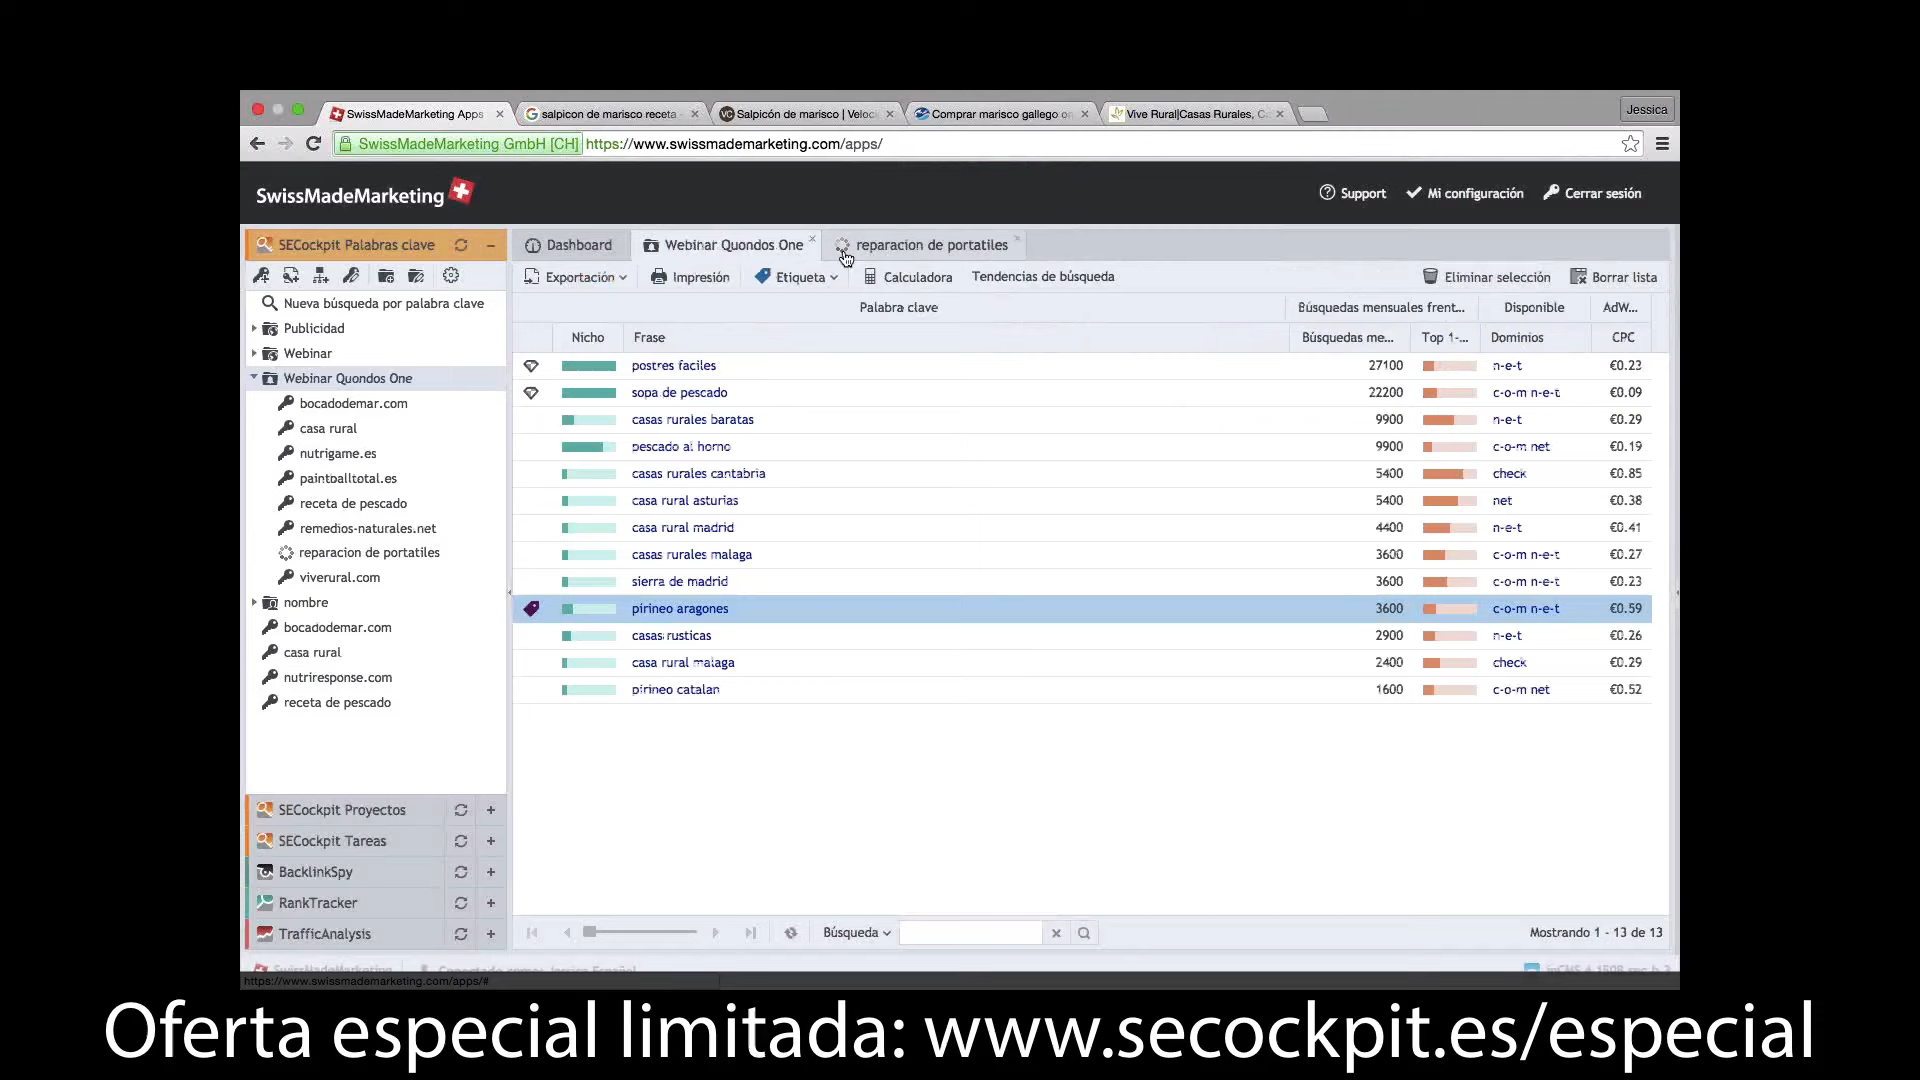 SwissMadeMarketing Apps
salpicon de marisco receta -
Salpicón de marisco | Veloci
Comprar marisco gallego on
Vive Rural|Casas Rurales, C
Jessica
SwissMadeMarketing GmbH [CH] https://www.swissmademarketing.com/apps/
SwissMadeMarketing
Support Mi configuración Cerrar sesión
SECockpit Palabras clave
Dashboard Webinar Quondos One reparacion de portatiles
Exportación Impresión Etiqueta Calculadora Tendencias de búsqueda Eliminar selección Borrar lista
Nueva búsqueda por palabra clave
Publicidad
Webinar
Webinar Quondos One
bocadodemar.com
casa rural
nutrigame.es
paintballtotal.es
receta de pescado
remedios-naturales.net
reparacion de portatiles
viverural.com
nombre
bocadodemar.com
casa rural
nutriresponse.com
receta de pescado
SECockpit Proyectos
SECockpit Tareas
BacklinkSpy
RankTracker
TrafficAnalysis
Palabra clave Búsquedas mensuales frent... Disponible AdW...
Nicho Frase Búsquedas me... Top 1-... Dominios CPC
postres faciles 27100 n-e-t €0.23
sopa de pescado 22200 c-o-m n-e-t €0.09
casas rurales baratas 9900 n-e-t €0.29
pescado al horno 9900 c-o-m net €0.19
casas rurales cantabria 5400 check €0.85
casa rural asturias 5400 net €0.38
casa rural madrid 4400 n-e-t €0.41
casas rurales malaga 3600 c-o-m n-e-t €0.27
sierra de madrid 3600 c-o-m n-e-t €0.23
pirineo aragones 3600 c-o-m n-e-t €0.59
casas rusticas 2900 n-e-t €0.26
casa rural malaga 2400 check €0.29
pirineo catalan 1600 c-o-m net €0.52
Búsqueda Mostrando 1 - 13 de 13
SwissMadeMarketing Conectado como: Jessica Español
https://www.swissmademarketing.com/apps/#
Oferta especial limitada: www.secockpit.es/especial